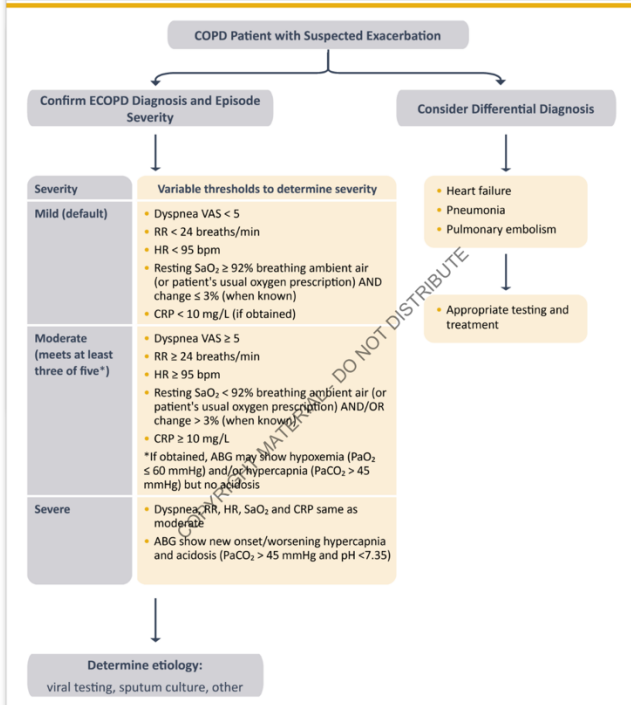 COPD Patient with Suspected Exacerbation
Confirm ECOPD Diagnosis and Episode
Severity
Consider Differential Diagnosis
Severity
Variable thresholds to determine severity
Mild (default)
• Dyspnea VAS < 5
• RR < 24 breaths/min
• HR < 95 bpm
• Resting SaO₂ ≥ 92% breathing ambient air
(or patient's usual oxygen prescription) AND
change ≤ 3% (when known)
• CRP < 10 mg/L (if obtained)
Moderate
(meets at least
three of five*)
• Dyspnea VAS ≥ 5
• RR ≥ 24 breaths/min
• HR ≥ 95 bpm
• Resting SaO₂ < 92% breathing ambient air (or
patient's usual oxygen prescription) AND/OR
change > 3% (when known)
• CRP ≥ 10 mg/L
*If obtained, ABG may show hypoxemia (PaO₂
≤ 60 mmHg) and/or hypercapnia (PaCO₂ > 45
mmHg) but no acidosis
Severe
• Dyspnea, RR, HR, SaO₂ and CRP same as
moderate
• ABG show new onset/worsening hypercapnia
and acidosis (PaCO₂ > 45 mmHg and pH <7.35)
• Heart failure
• Pneumonia
• Pulmonary embolism
• Appropriate testing and
treatment
Determine etiology:
viral testing, sputum culture, other
COPYRIGHT MATERIAL- DO NOT DISTRIBUTE